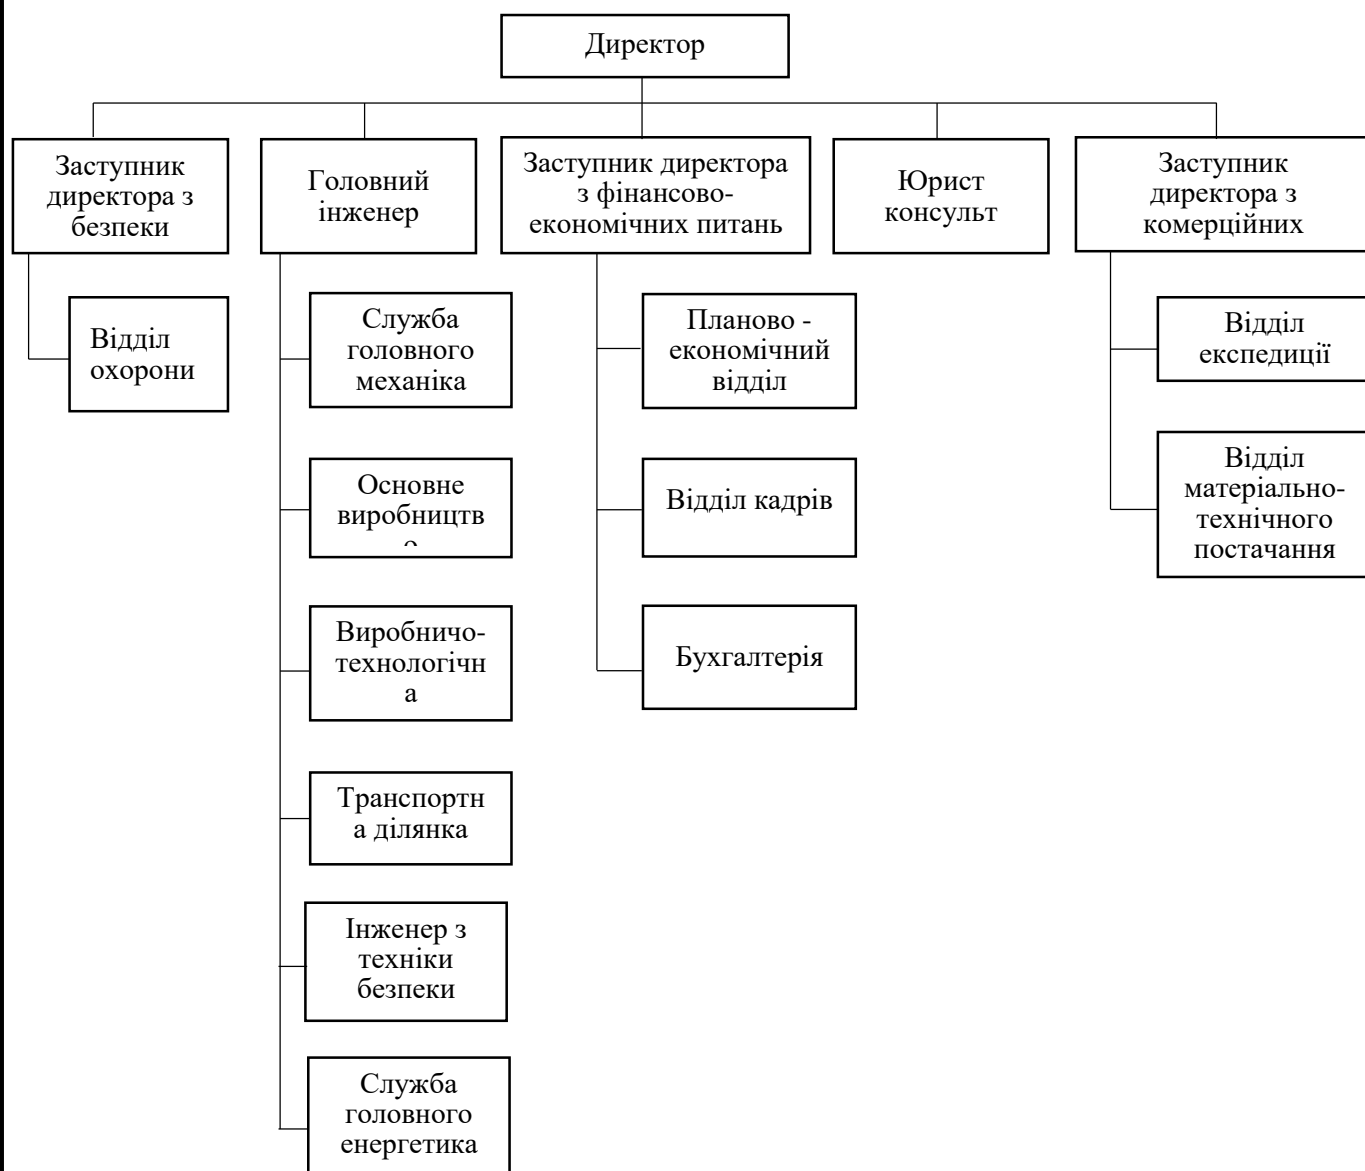 Директор
Заступник
директора з
безпеки
Головний
інженер
Заступник директора
з фінансово-
економічних питань
Юрист
консульт
Заступник
директора з
комерційних
Відділ
охорони
Служба
головного
механіка
Основне
виробництв
о
Виробничо-
технологічн
а
Транспортн
а ділянка
Інженер з
техніки
безпеки
Служба
головного
енергетика
Планово -
економічний
відділ
Відділ кадрів
Бухгалтерія
Відділ
експедиції
Відділ
матеріально-
технічного
постачання